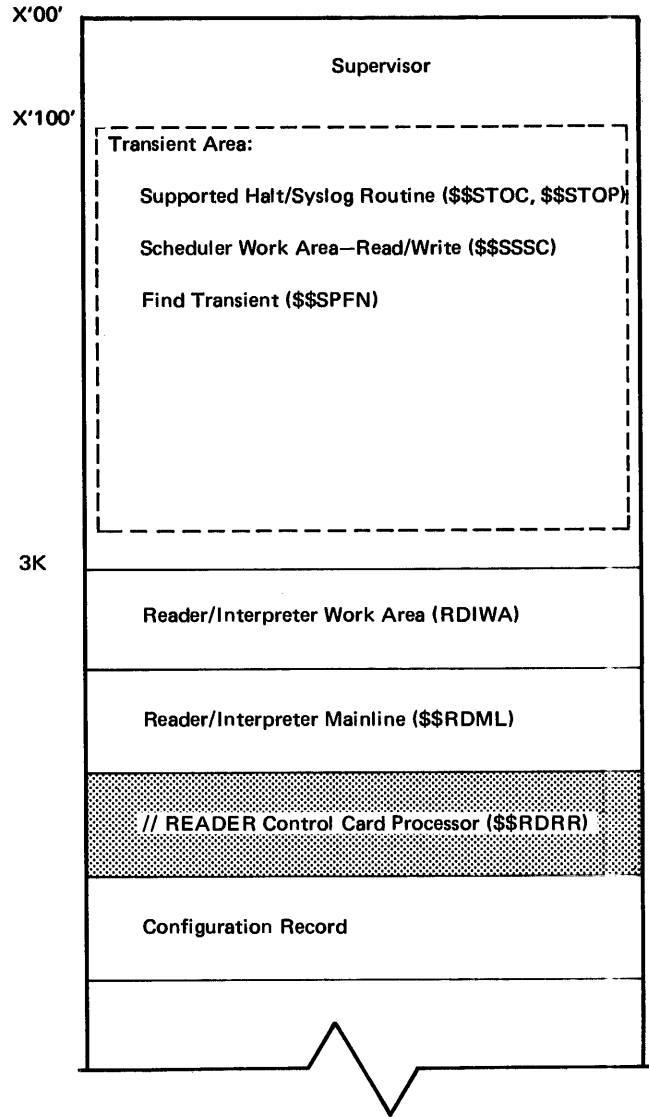 X'00'
Supervisor
X'100'
Transient Area:
Supported Halt/Syslog Routine ($$STOC, $$STOP)
Scheduler Work Area—Read/Write ($$SSSC)
Find Transient ($$SPFN)
3K
Reader/Interpreter Work Area (RDIWA)
Reader/Interpreter Mainline ($$RDML)
// READER Control Card Processor ($$RDRR)
Configuration Record